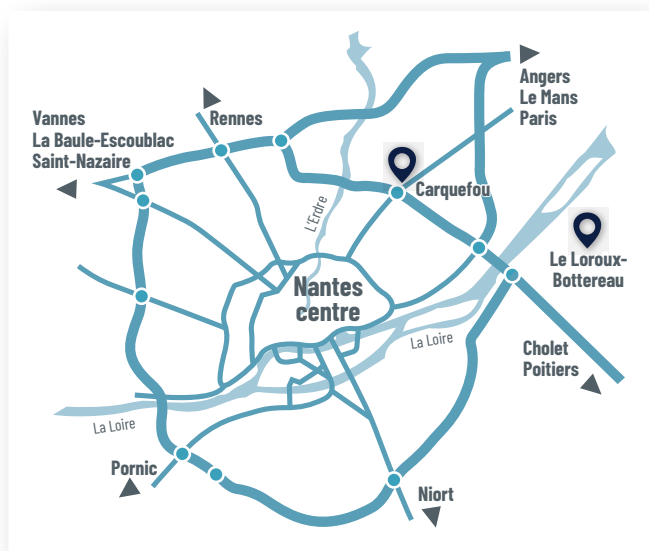 Angers
Le Mans
Paris
Vannes
La Baule-Escoublac
Saint-Nazaire
Rennes
Carquefou
L'Erdre
Le Loroux-
Bottereau
Nantes
centre
La Loire
Cholet
Poitiers
La Loire
Pornic
Niort